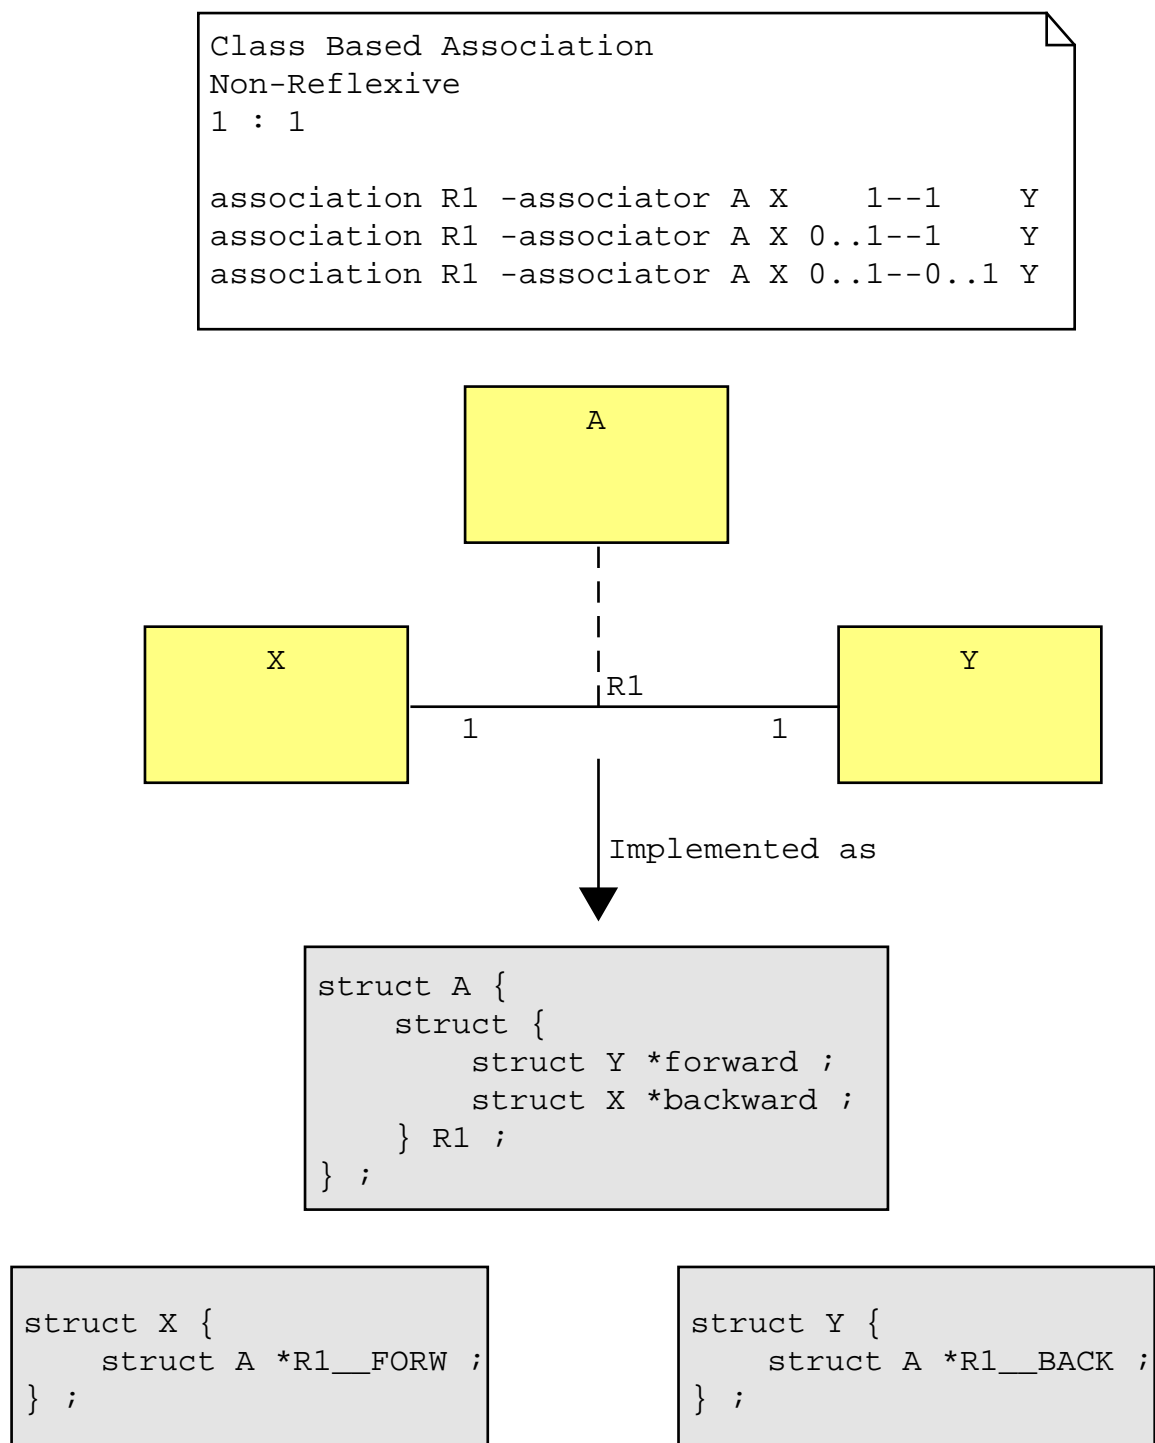 Class Based Association
Non-Reflexive
1 : 1
association R1 -associator A X    1--1    Y
association R1 -associator A X 0..1--1    Y
association R1 -associator A X 0..1--0..1 Y
A
X
Y
R1
1
1
Implemented as
struct A {
    struct {
        struct Y *forward ;
        struct X *backward ;
    } R1 ;
} ;
struct X {
    struct A *R1__FORW ;
} ;
struct Y {
    struct A *R1__BACK ;
} ;